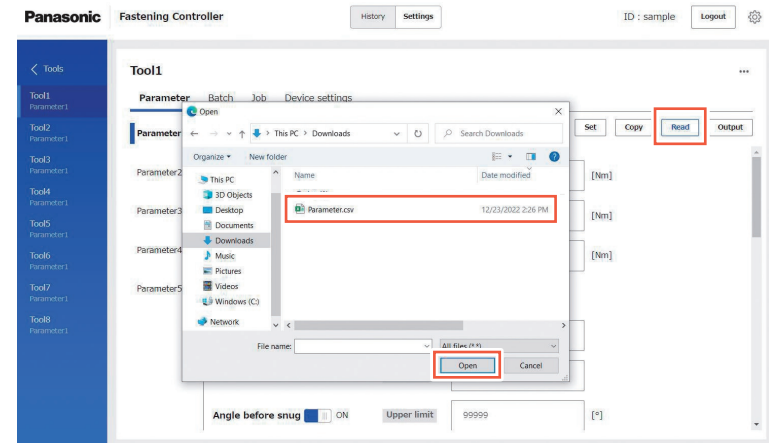 Panasonic Fastening Controller History Settings ID : sample Logout
Tools
Tool1 ...
Tool1
Parameter1
Parameter Batch Job Device settings
Tool2
Parameter1
Parameter Set Copy Read Output
Tool3
Parameter1
Parameter2 [Nm]
Tool4
Parameter1
Parameter3 [Nm]
Tool5
Parameter1
Parameter4 [Nm]
Tool6
Parameter1
Parameter5
Tool7
Parameter1
Tool8
Parameter1
Angle before snug ON Upper limit 99999 [°]
Open
This PC > Downloads Search Downloads
Organize New folder
Name Date modified
This PC
3D Objects
Desktop
Documents
Downloads
Music
Pictures
Videos
Windows (C:)
Network
Parameter.csv 12/23/2022 2:26 PM
File name: All files (*.*)
Open Cancel